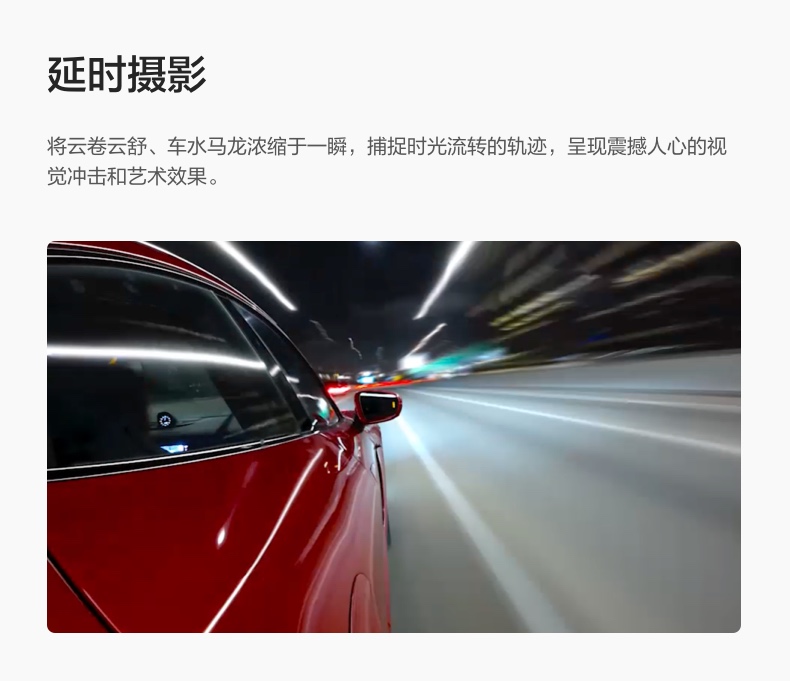 延时摄影
将云卷云舒、车水马龙浓缩于一瞬，捕捉时光流转的轨迹，呈现震撼人心的视
觉冲击和艺术效果。